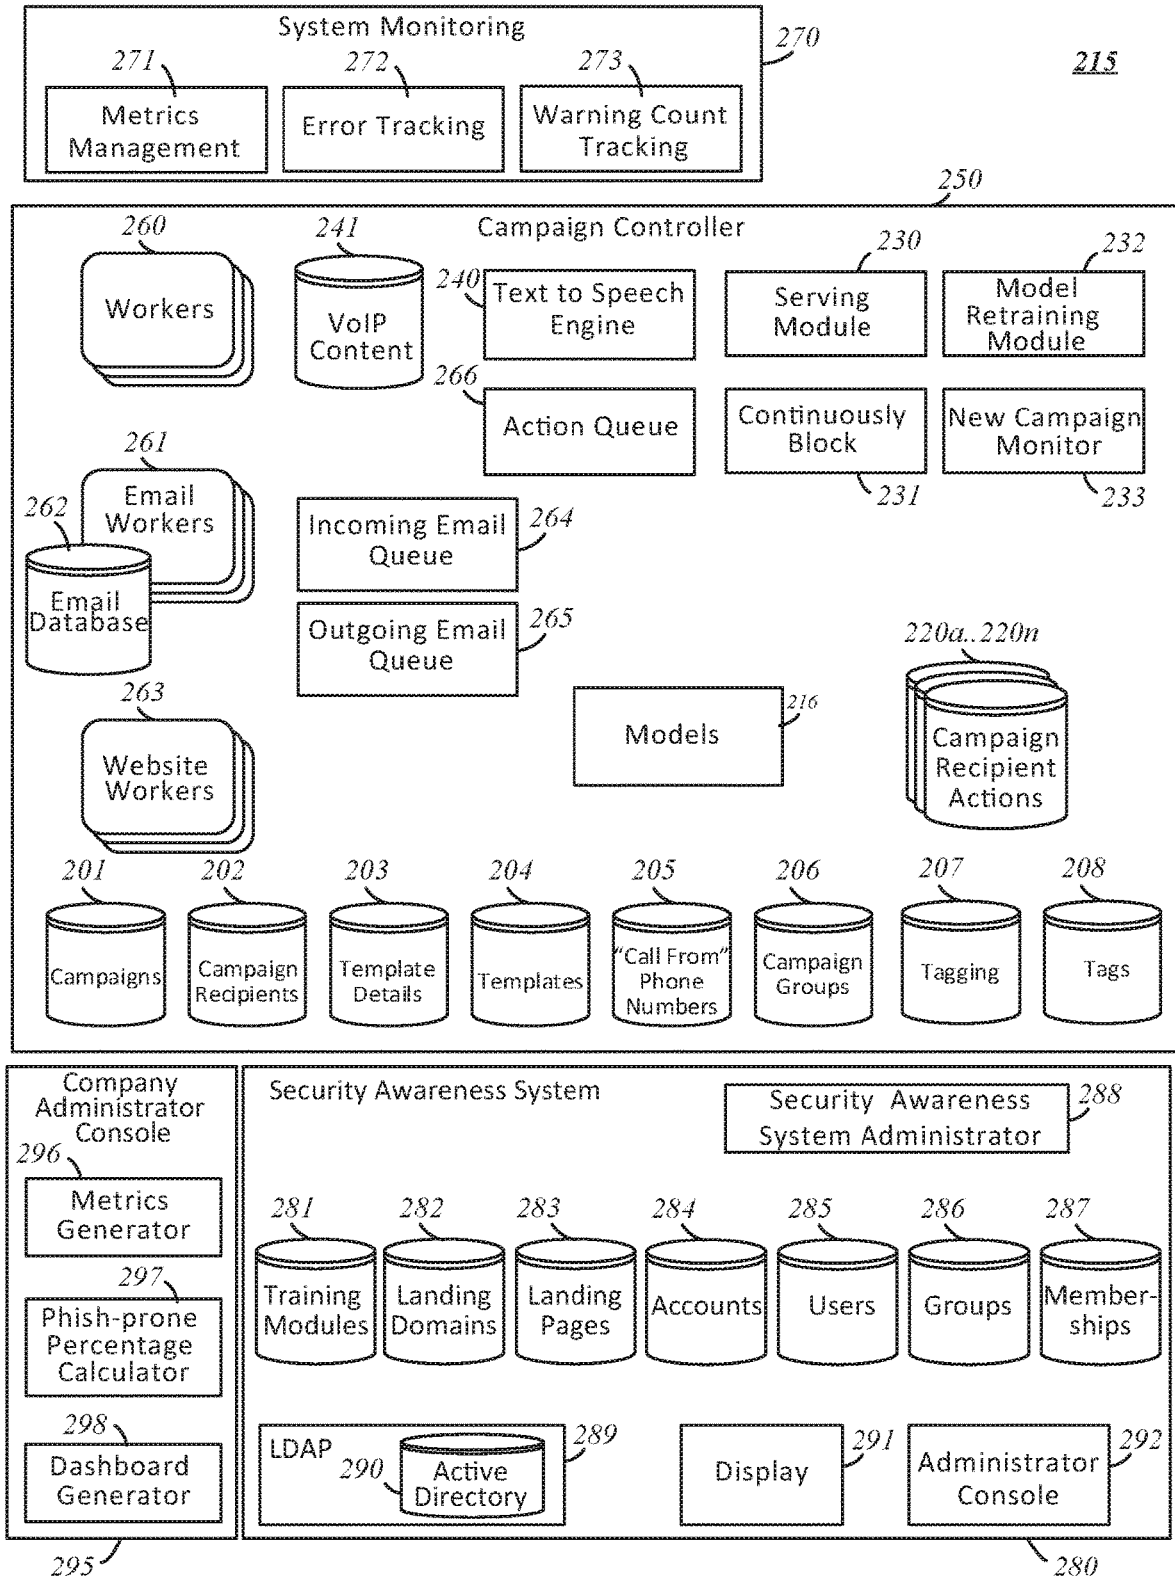 System Monitoring
270
215
271
272
273
Metrics
Management
Error Tracking
Warning Count
Tracking
250
Campaign Controller
260
241
230
232
Workers
VoIP
Content
240
Text to Speech
Engine
Serving
Module
Model
Retraining
Module
266
Action Queue
Continuously
Block
New Campaign
Monitor
231
233
261
Email
Workers
262
Email
Database
Incoming Email
Queue
264
Outgoing Email
Queue
265
220a..220n
Campaign
Recipient
Actions
263
Website
Workers
Models
216
201
202
203
204
205
206
207
208
Campaigns
Campaign
Recipients
Template
Details
Templates
"Call From"
Phone
Numbers
Campaign
Groups
Tagging
Tags
Company
Administrator
Console
296
Metrics
Generator
297
Phish-prone
Percentage
Calculator
298
Dashboard
Generator
295
Security Awareness System
Security Awareness
System Administrator
288
281
282
283
284
285
286
287
Training
Modules
Landing
Domains
Landing
Pages
Accounts
Users
Groups
Member-
ships
LDAP
289
290
Active
Directory
Display
291
Administrator
Console
292
280